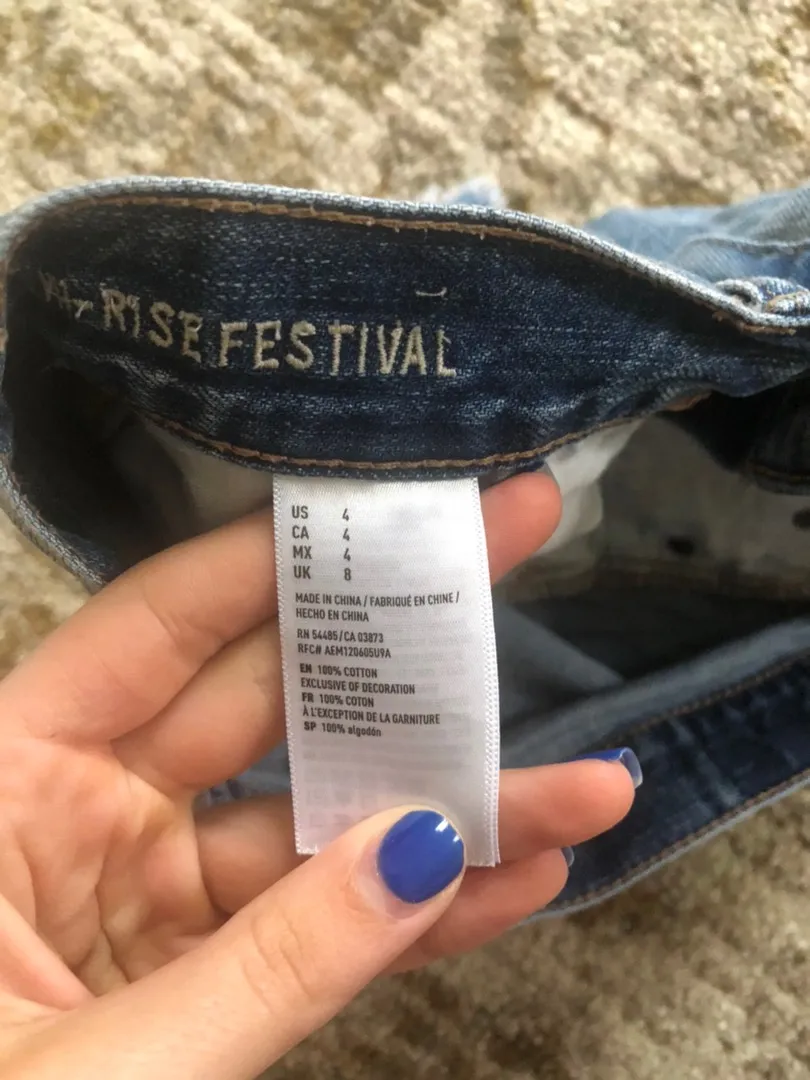 RISE FESTIVAL
US 4
CA 4
MX 4
UK 8
MADE IN CHINA / FABRIQUÉ EN CHINE /
HECHO EN CHINA
RN 54485/CA 03873
RFC# AEM120605U9A
EN 100% COTTON
EXCLUSIVE OF DECORATION
FR 100% COTON
À L'EXCEPTION DE LA GARNITURE
SP 100% algodón